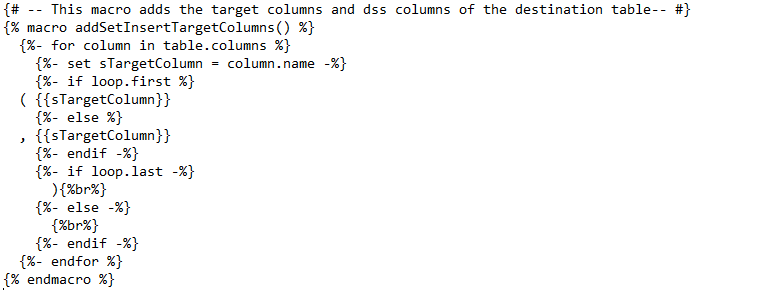 {# -- This macro adds the target columns and dss columns of the destination table-- #}
{% macro addSetInsertTargetColumns() %}
  {%- for column in table.columns %}
    {%- set sTargetColumn = column.name -%}
    {%- if loop.first %}
  ( {{sTargetColumn}}
    {%- else %}
  , {{sTargetColumn}}
    {%- endif -%}
    {%- if loop.last -%}
      ){%br%}
    {%- else -%}
      {%br%}
    {%- endif -%}
  {%- endfor %}
{% endmacro %}